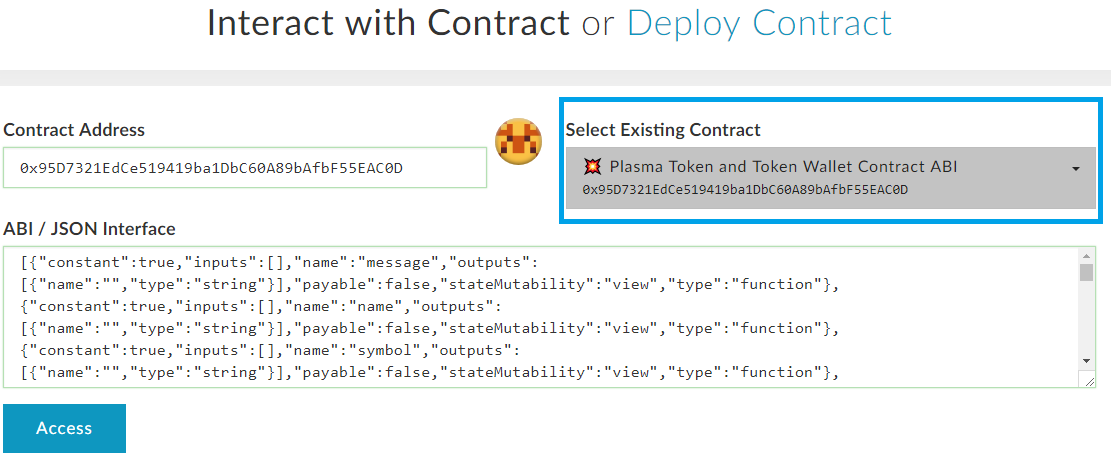 Interact with Contract or Deploy Contract
Contract Address
0x95D7321EdCe519419ba1DbC60A89bAfbF55EAC0D
Select Existing Contract
💥 Plasma Token and Token Wallet Contract ABI
0x95D7321EdCe519419ba1DbC60A89bAfbF55EAC0D
ABI / JSON Interface
[{"constant":true,"inputs":[],"name":"message","outputs":
[{"name":"","type":"string"}],"payable":false,"stateMutability":"view","type":"function"},
{"constant":true,"inputs":[],"name":"name","outputs":
[{"name":"","type":"string"}],"payable":false,"stateMutability":"view","type":"function"},
{"constant":true,"inputs":[],"name":"symbol","outputs":
[{"name":"","type":"string"}],"payable":false,"stateMutability":"view","type":"function"},
Access